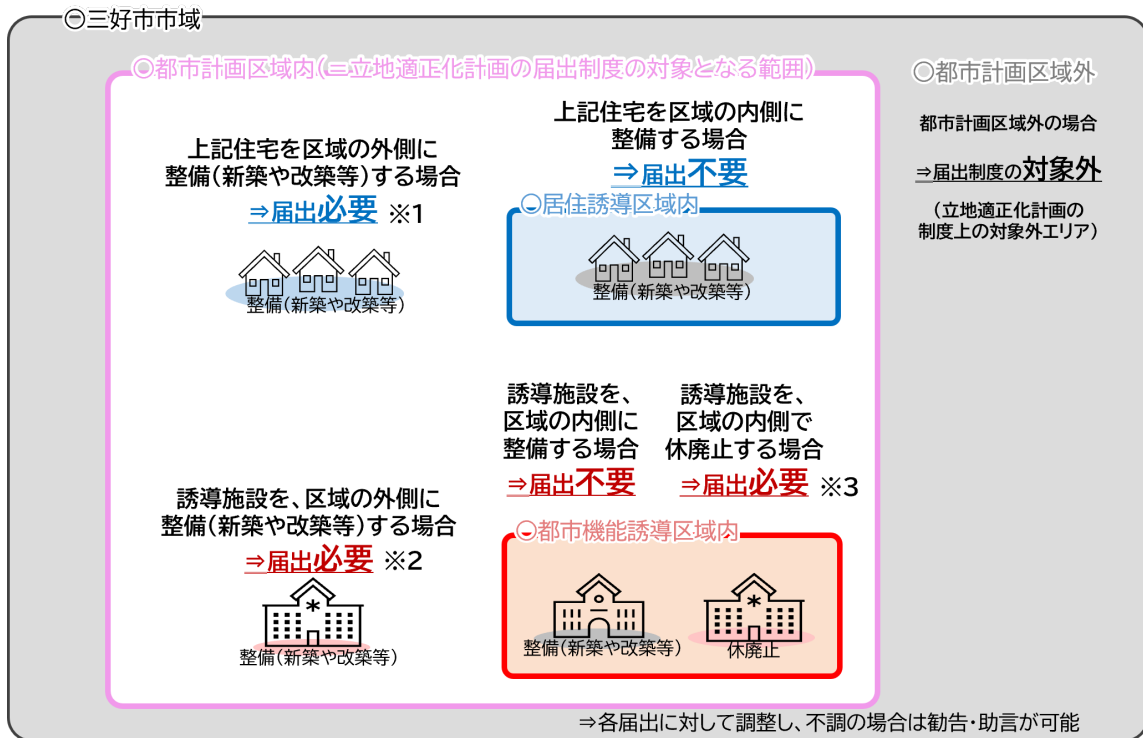 ○三好市市域
○都市計画区域内(=立地適正化計画の届出制度の対象となる範囲)
○都市計画区域外
都市計画区域外の場合
⇒届出制度の対象外
(立地適正化計画の
制度上の対象外エリア)
上記住宅を区域の外側に
整備(新築や改築等)する場合
⇒届出必要 ※1
整備(新築や改築等)
上記住宅を区域の内側に
整備する場合
⇒届出不要
○居住誘導区域内
整備(新築や改築等)
誘導施設を、区域の外側に
整備(新築や改築等)する場合
⇒届出必要 ※2
整備(新築や改築等)
誘導施設を、
区域の内側に
整備する場合
⇒届出不要
誘導施設を、
区域の内側で
休廃止する場合
⇒届出必要 ※3
○都市機能誘導区域内
整備(新築や改築等)
休廃止
⇒各届出に対して調整し、不調の場合は勧告・助言が可能